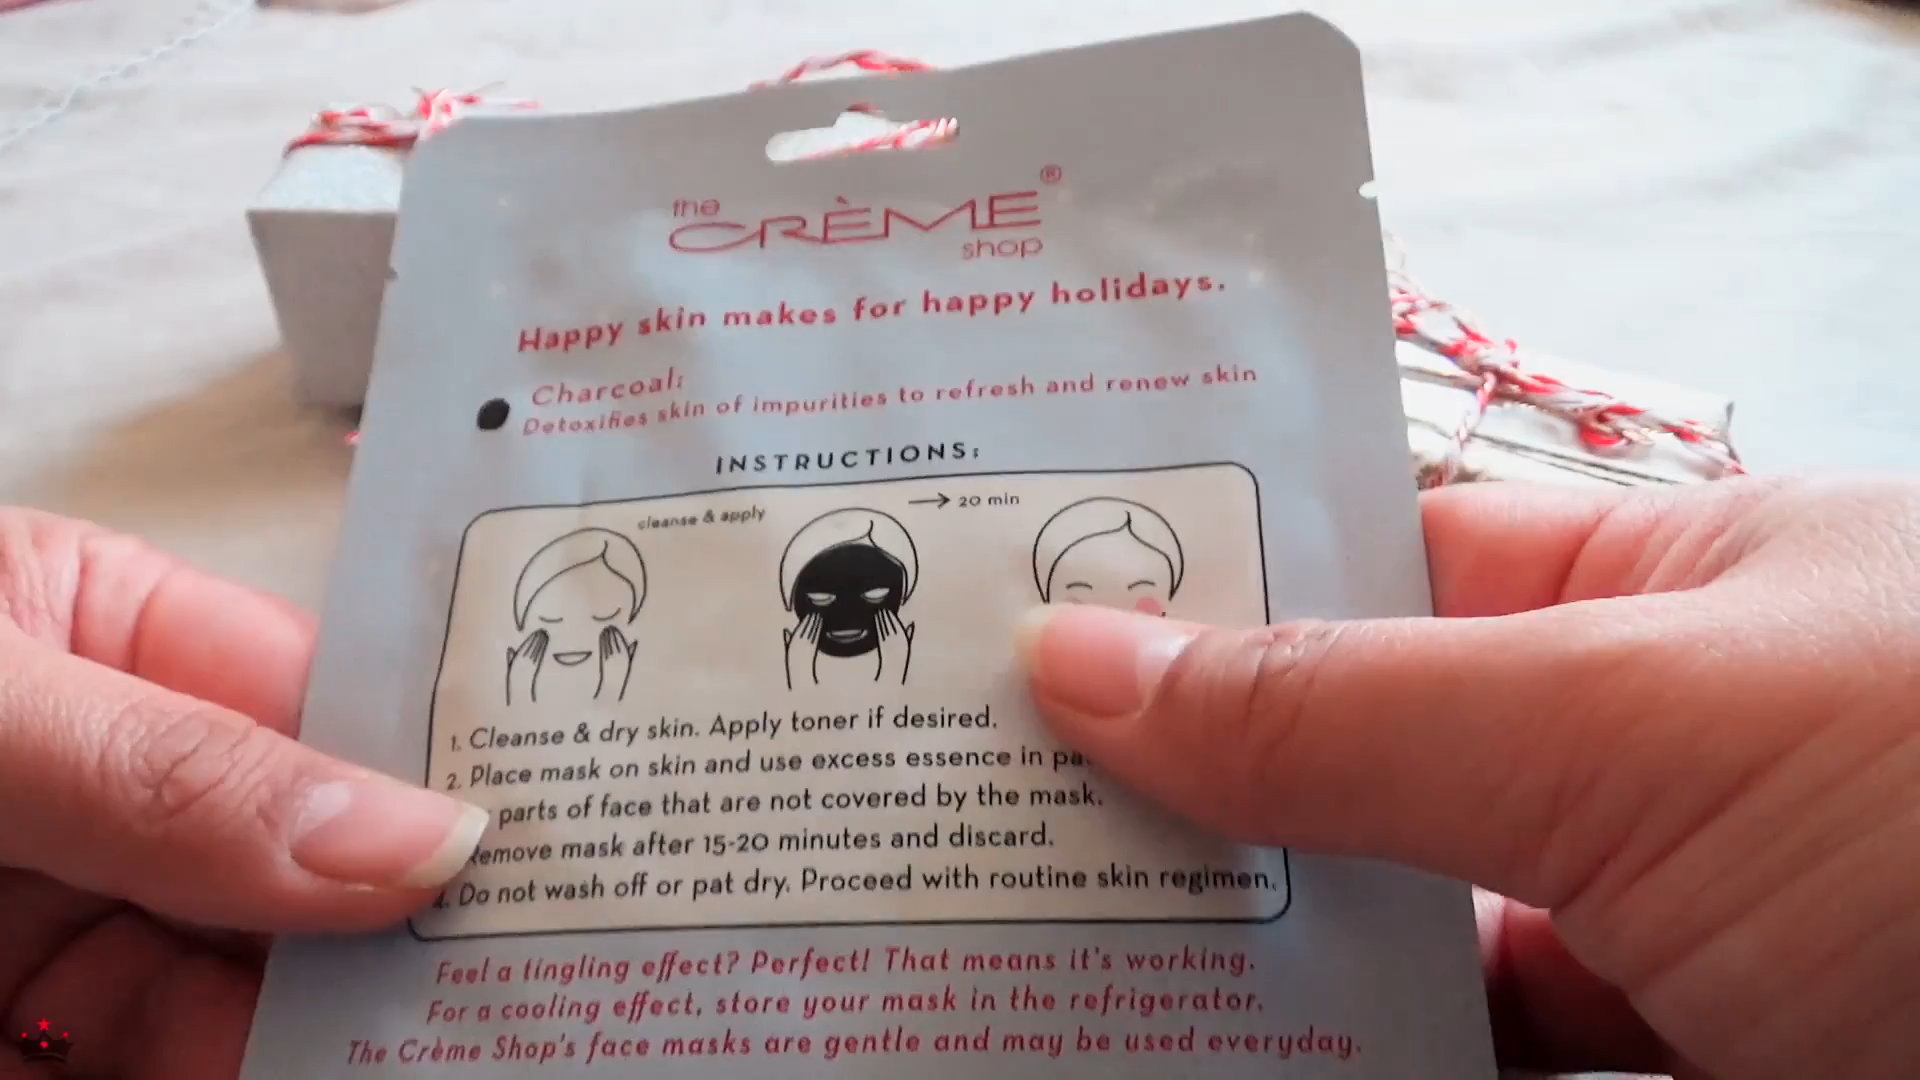 the
CRÈME®
shop
Happy skin makes for happy holidays.
Charcoal:
Detoxifies skin of impurities to refresh and renew skin
INSTRUCTIONS:
cleanse & apply
→ 20 min
1. Cleanse & dry skin. Apply toner if desired.
2. Place mask on skin and use excess essence in
parts of face that are not covered by the mask.
Remove mask after 15-20 minutes and discard.
4. Do not wash off or pat dry. Proceed with routine skin regimen.
Feel a tingling effect? Perfect! That means it's working.
For a cooling effect, store your mask in the refrigerator.
The Crème Shop's face masks are gentle and may be used everyday.